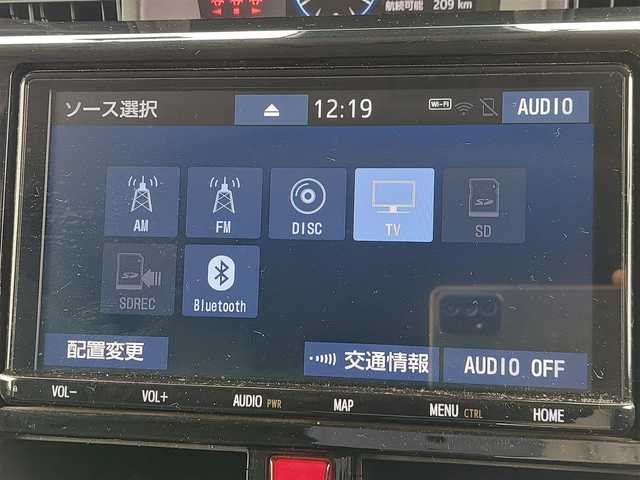 航続可能 209 km
ソース選択 12:19 Wi-Fi AUDIO
AM FM DISC TV SD
SDREC Bluetooth
配置変更 交通情報 AUDIO OFF
VOL- VOL+ AUDIO PWR MAP MENU CTRL HOME